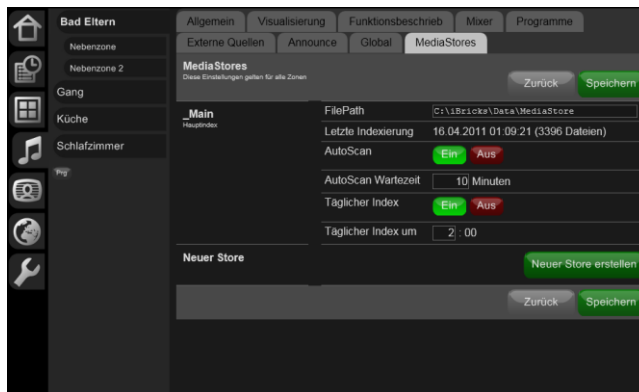 Bad Eltern
Nebenzone
Nebenzone 2
Gang
Küche
Schlafzimmer
Prg
Allgemein Visualisierung Funktionsbeschrieb Mixer Programme
Externe Quellen Announce Global MediaStores
MediaStores
Diese Einstellungen gelten für alle Zonen
Zurück Speichern
_Main
Hauptindex
FilePath C:\iBricks\Data\MediaStore
Letzte Indexierung 16.04.2011 01:09:21 (3396 Dateien)
AutoScan Ein Aus
AutoScan Wartezeit 10 Minuten
Täglicher Index Ein Aus
Täglicher Index um 2 : 00
Neuer Store
Neuer Store erstellen
Zurück Speichern